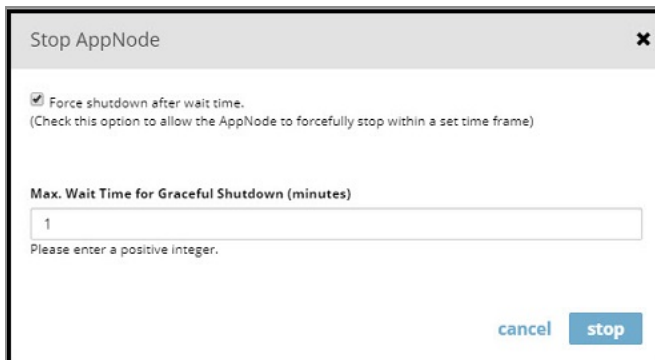 Stop AppNode
Force shutdown after wait time.
(Check this option to allow the AppNode to forcefully stop within a set time frame)
Max. Wait Time for Graceful Shutdown (minutes)
1
Please enter a positive integer.
cancel stop